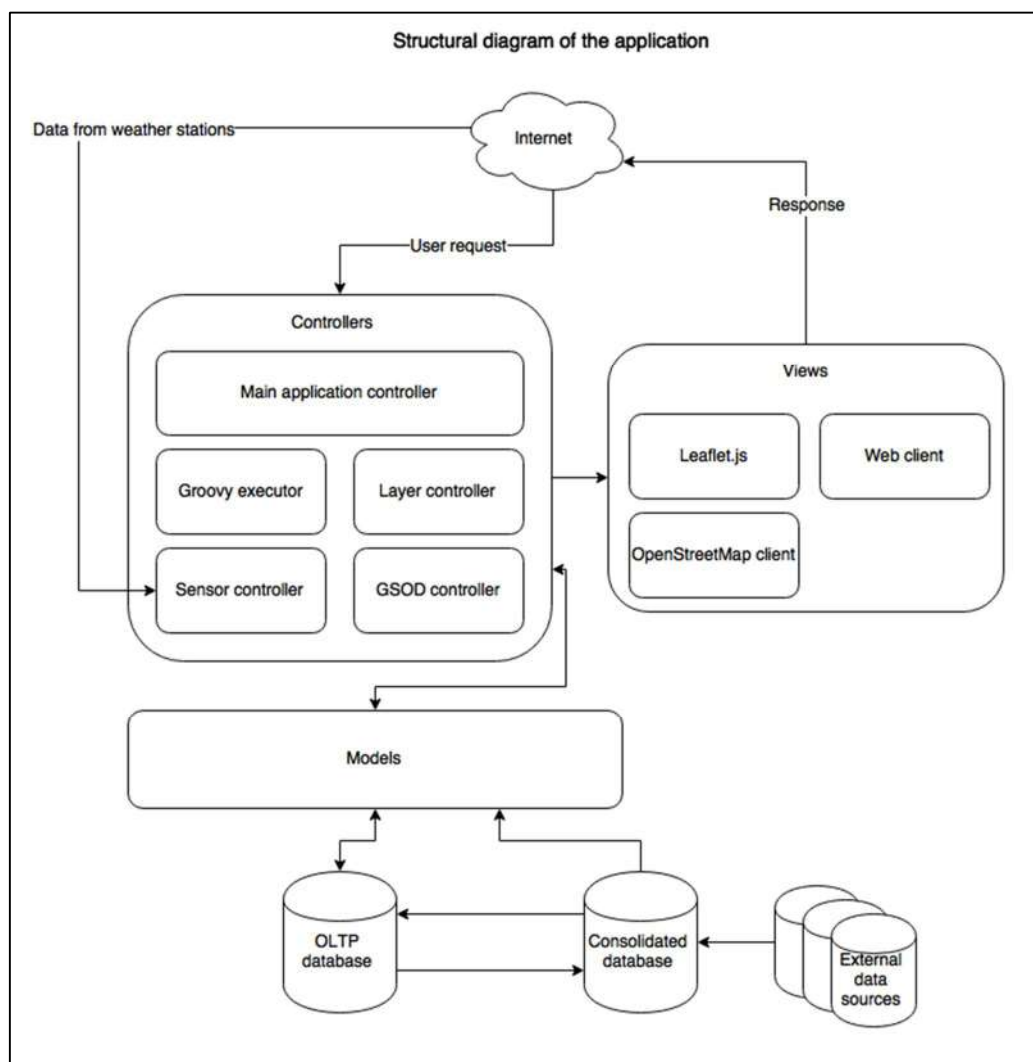 Structural diagram of the application
Internet
Data from weather stations
Response
User request
Controllers
Main application controller
Groovy executor
Layer controller
Sensor controller
GSOD controller
Views
Leaflet.js
Web client
OpenStreetMap client
Models
OLTP
database
Consolidated
database
External
data
sources